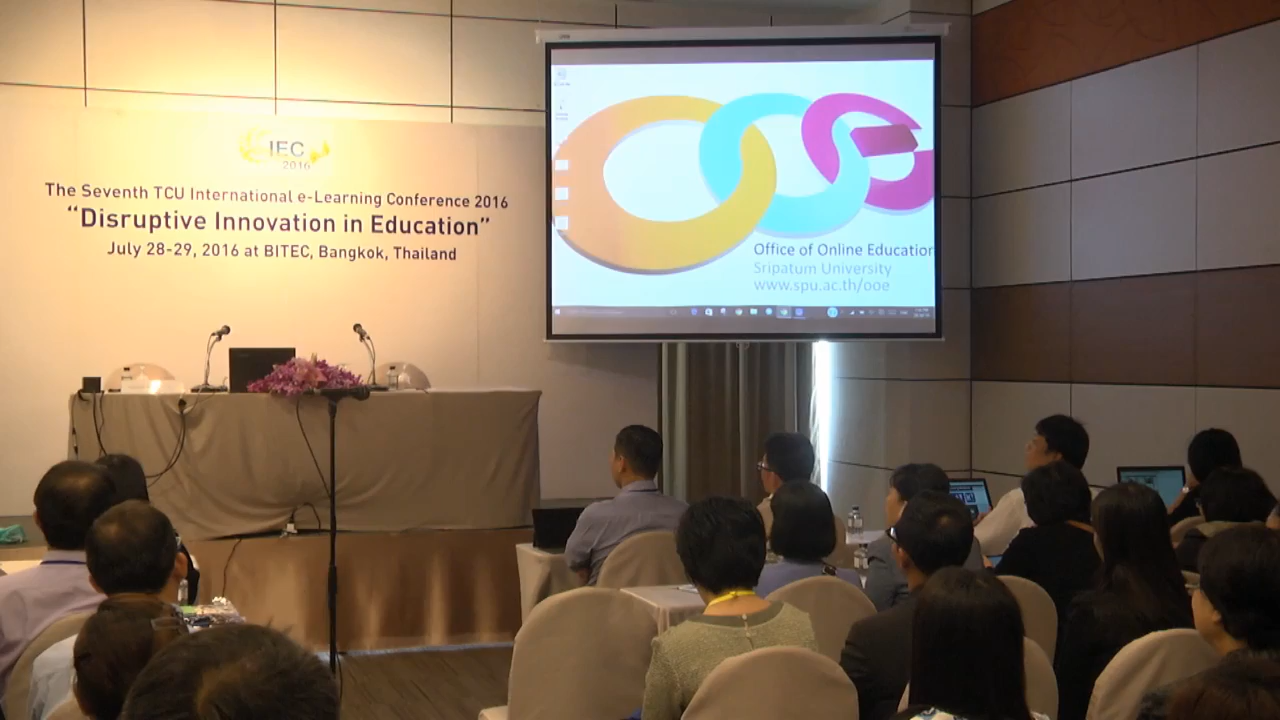 IEC
2016
The Seventh TCU International e-Learning Conference 2016
“Disruptive Innovation in Education”
July 28-29, 2016 at BITEC, Bangkok, Thailand
Office of Online Education
Sripatum University
www.spu.ac.th/ooe